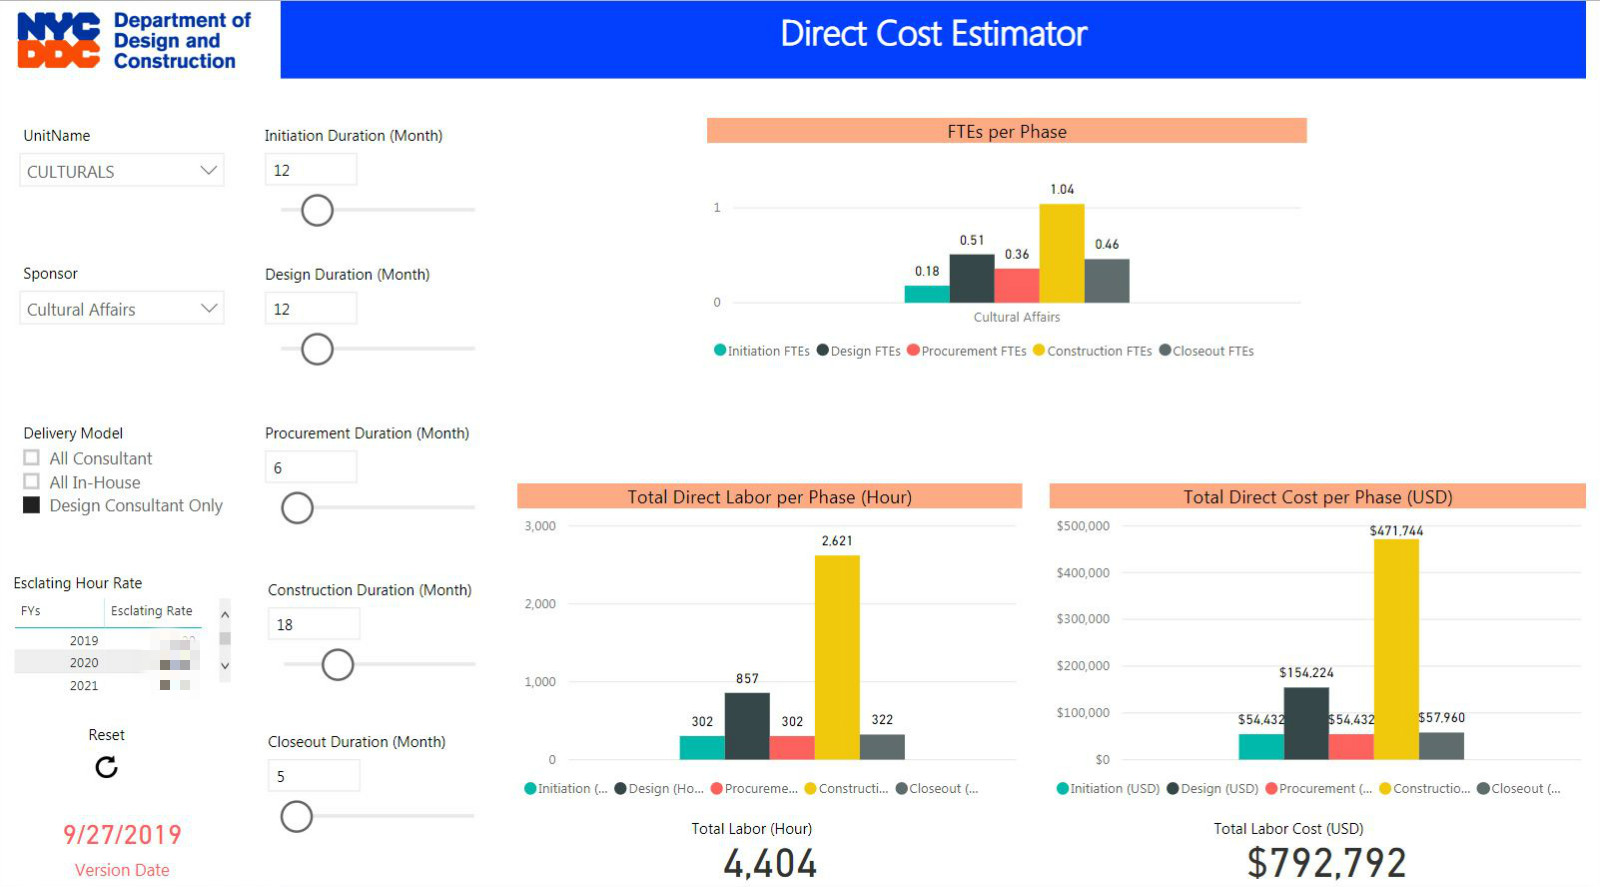 NYC
DDC
Department of
Design and
Construction
Direct Cost Estimator
UnitName
CULTURALS
Sponsor
Cultural Affairs
Delivery Model
All Consultant
All In-House
Design Consultant Only
Esclating Hour Rate
FYs Esclating Rate
2019
2020
2021
Reset
9/27/2019
Version Date
Initiation Duration (Month)
12
Design Duration (Month)
12
Procurement Duration (Month)
6
Construction Duration (Month)
18
Closeout Duration (Month)
5
FTEs per Phase
1
0
0.18
0.51
0.36
1.04
0.46
Cultural Affairs
Initiation FTEs Design FTEs Procurement FTEs Construction FTEs Closeout FTEs
Total Direct Labor per Phase (Hour)
3,000
2,000
1,000
0
302
857
302
2,621
322
Initiation (... Design (Ho... Procureme... Constructi... Closeout (...
Total Labor (Hour)
4,404
Total Direct Cost per Phase (USD)
$500,000
$400,000
$300,000
$200,000
$100,000
$0
$54,432
$154,224
$54,432
$471,744
$57,960
Initiation (USD) Design (USD) Procurement (... Constructio... Closeout (...
Total Labor Cost (USD)
$792,792